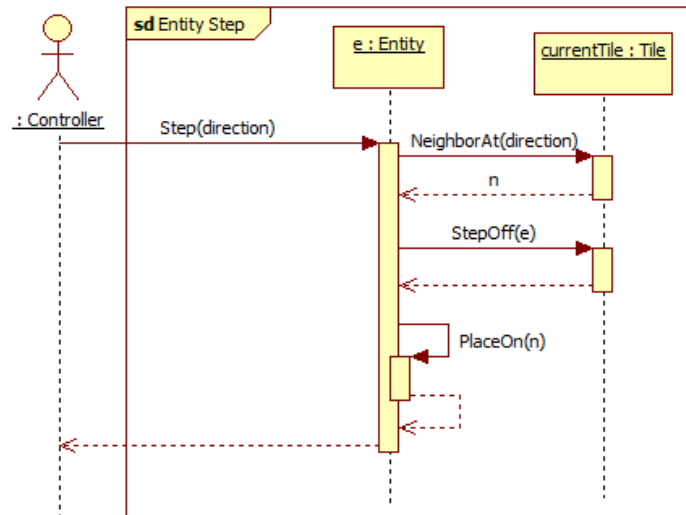 sd Entity Step
e : Entity
currentTile : Tile
: Controller
Step(direction)
NeighborAt(direction)
n
StepOff(e)
PlaceOn(n)